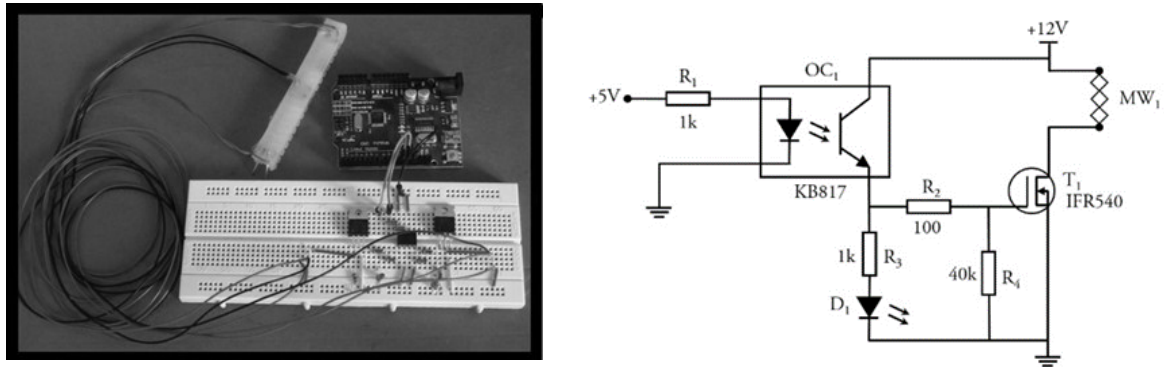 +12V
R1
OC1
+5V
MW1
1k
KB817
R2
T1
IFR540
100
1k
R3
40k
R4
D1